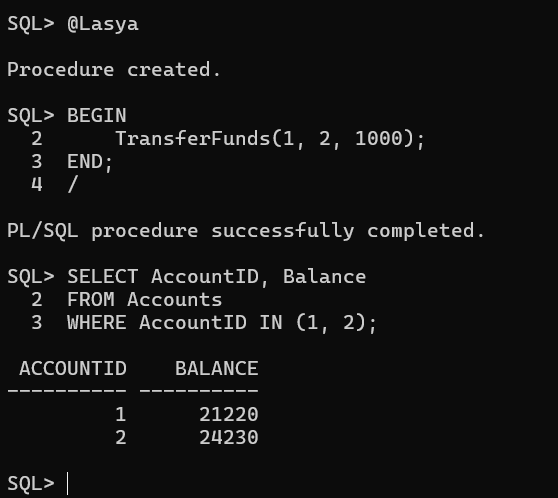 SQL> @Lasya
Procedure created.
SQL> BEGIN
  2      TransferFunds(1, 2, 1000);
  3  END;
  4  /
PL/SQL procedure successfully completed.
SQL> SELECT AccountID, Balance
  2  FROM Accounts
  3  WHERE AccountID IN (1, 2);
 ACCOUNTID    BALANCE
---------- ----------
         1      21220
         2      24230
SQL>